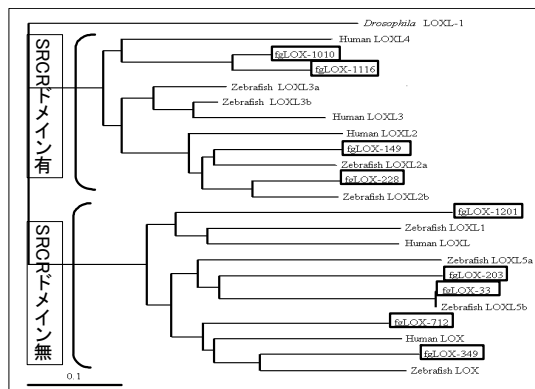 Drosophila LOXL-1
Human LOXL4
fgLOX-1010
fgLOX-1116
Zebrafish LOXL3a
Zebrafish LOXL3b
Human LOXL3
Human LOXL2
fgLOX-149
Zebrafish LOXL2a
fgLOX-228
Zebrafish LOXL2b
SRCRドメイン有
fgLOX-1201
Zebrafish LOXL1
Human LOXL
Zebrafish LOXL5a
fgLOX-203
fgLOX-33
Zebrafish LOXL5b
fgLOX-712
Human LOX
fgLOX-349
Zebrafish LOX
SRCRドメイン無
0.1